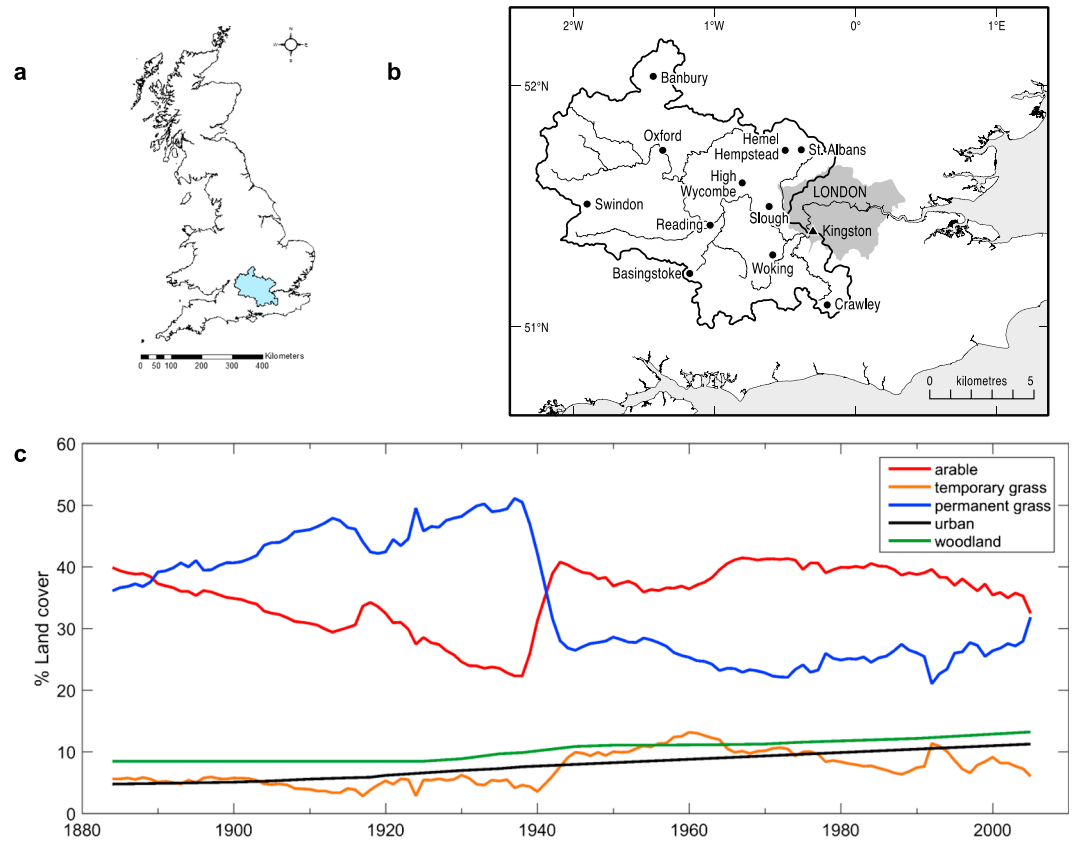 a
N
W
E
S
Kilometers
0 50 100 200 300 400
b
2°W 1°W 0° 1°E
52°N
51°N
Banbury
Oxford
Hemel
Hempstead
St. Albans
High
Wycombe
LONDON
Swindon
Slough
Reading
Kingston
Basingstoke
Woking
Crawley
0 kilometres 5
c
60
50
40
30
20
10
0
% Land cover
arable
temporary grass
permanent grass
urban
woodland
1880 1900 1920 1940 1960 1980 2000